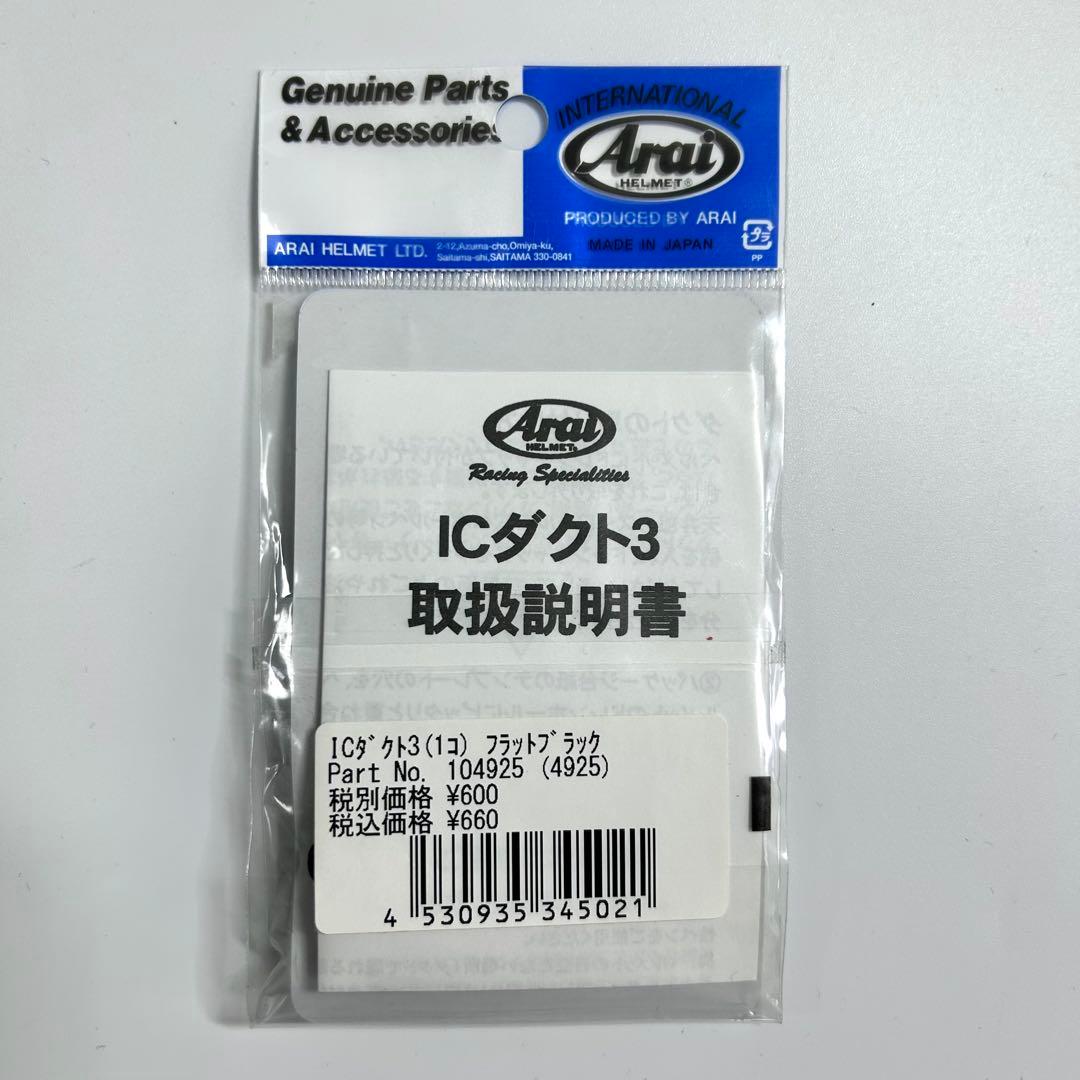 Genuine Parts
& Accessories
INTERNATIONAL
Arai
HELMET®
PRODUCED BY ARAI
MADE IN JAPAN
プラ
PP
ARAI HELMET LTD.
2-12,Azuma-cho,Omiya-ku,
Saitama-shi,SAITAMA 330-0841
Arai
HELMET
Racing Specialities
ICダクト3
取扱説明書
ICﾀﾞｸﾄ3(1ｺ) ﾌﾗｯﾄﾌﾞﾗｯｸ
Part No. 104925 (4925)
税別価格 ¥600
税込価格 ¥660
4 530935 345021